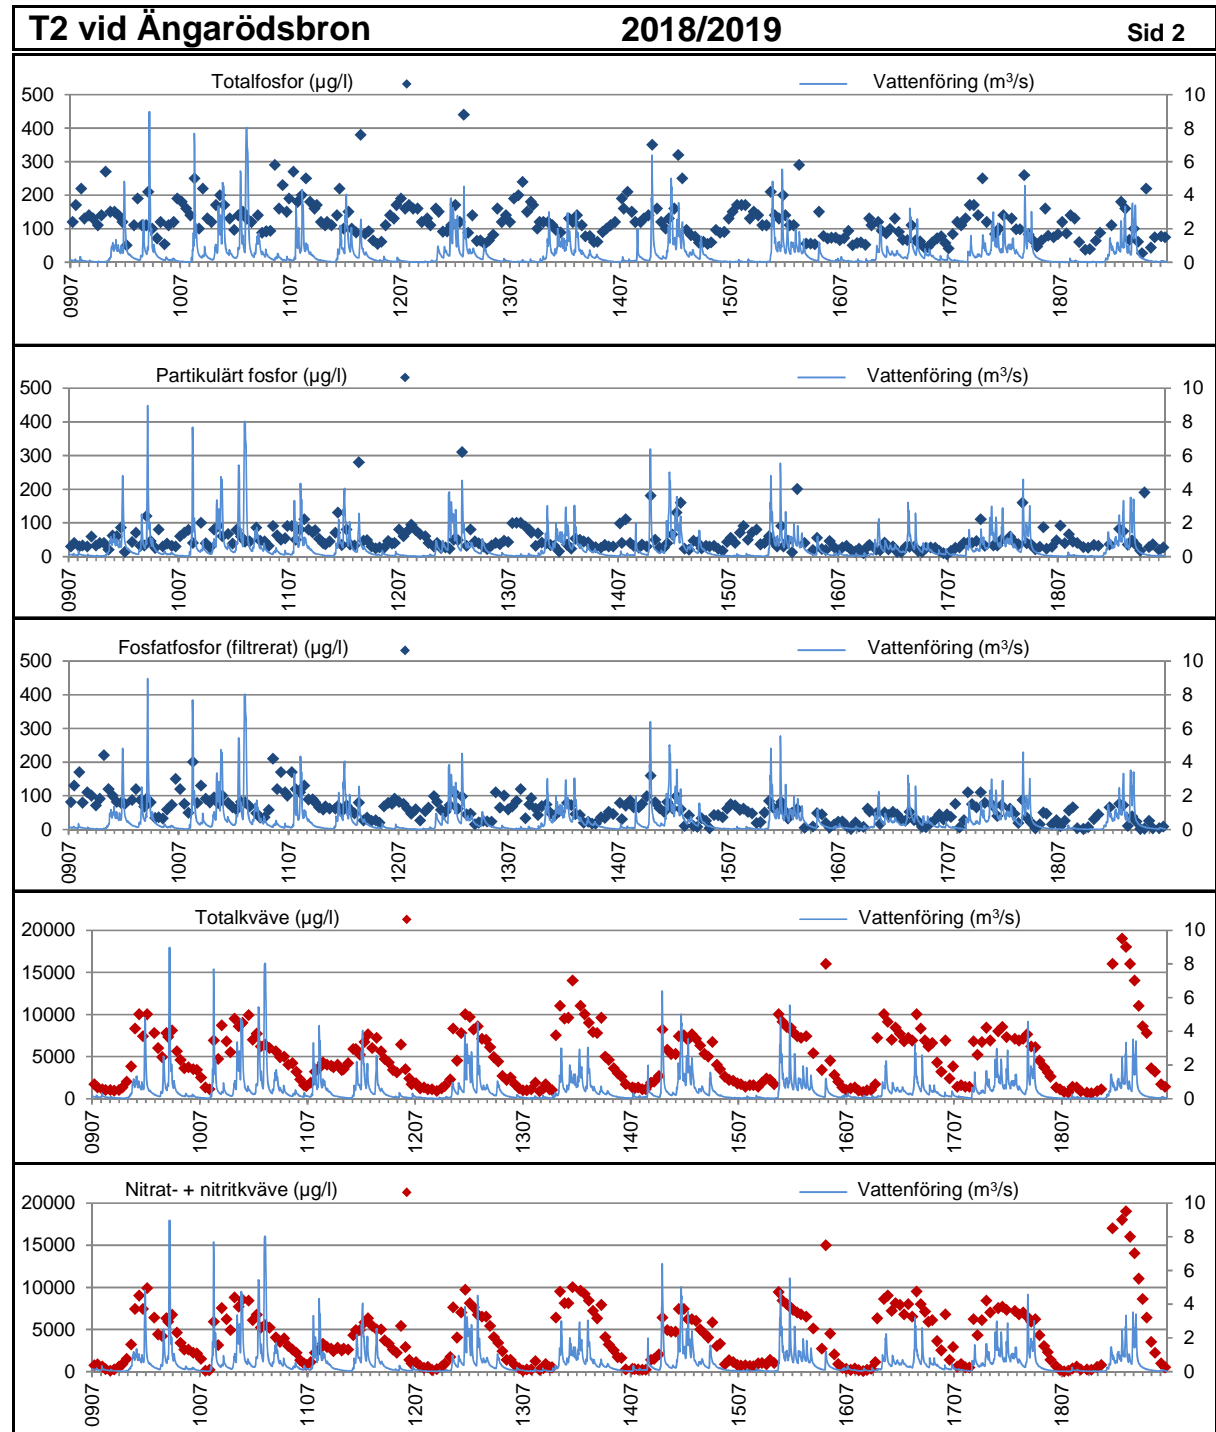 T2 vid Ängarödsbron 2018/2019 Sid 2
Totalfosfor (µg/l) Vattenföring (m³/s)
500 10
400 8
300 6
200 4
100 2
0 0
0907 1007 1107 1207 1307 1407 1507 1607 1707 1807
Partikulärt fosfor (µg/l) Vattenföring (m³/s)
500 10
400 8
300 6
200 4
100 2
0 0
0907 1007 1107 1207 1307 1407 1507 1607 1707 1807
Fosfatfosfor (filtrerat) (µg/l) Vattenföring (m³/s)
500 10
400 8
300 6
200 4
100 2
0 0
0907 1007 1107 1207 1307 1407 1507 1607 1707 1807
Totalkväve (µg/l) Vattenföring (m³/s)
20000 10
15000 8
10000 6
5000 4
0 2
0
0907 1007 1107 1207 1307 1407 1507 1607 1707 1807
Nitrat- + nitritkväve (µg/l) Vattenföring (m³/s)
20000 10
15000 8
10000 6
5000 4
0 2
0
0907 1007 1107 1207 1307 1407 1507 1607 1707 1807